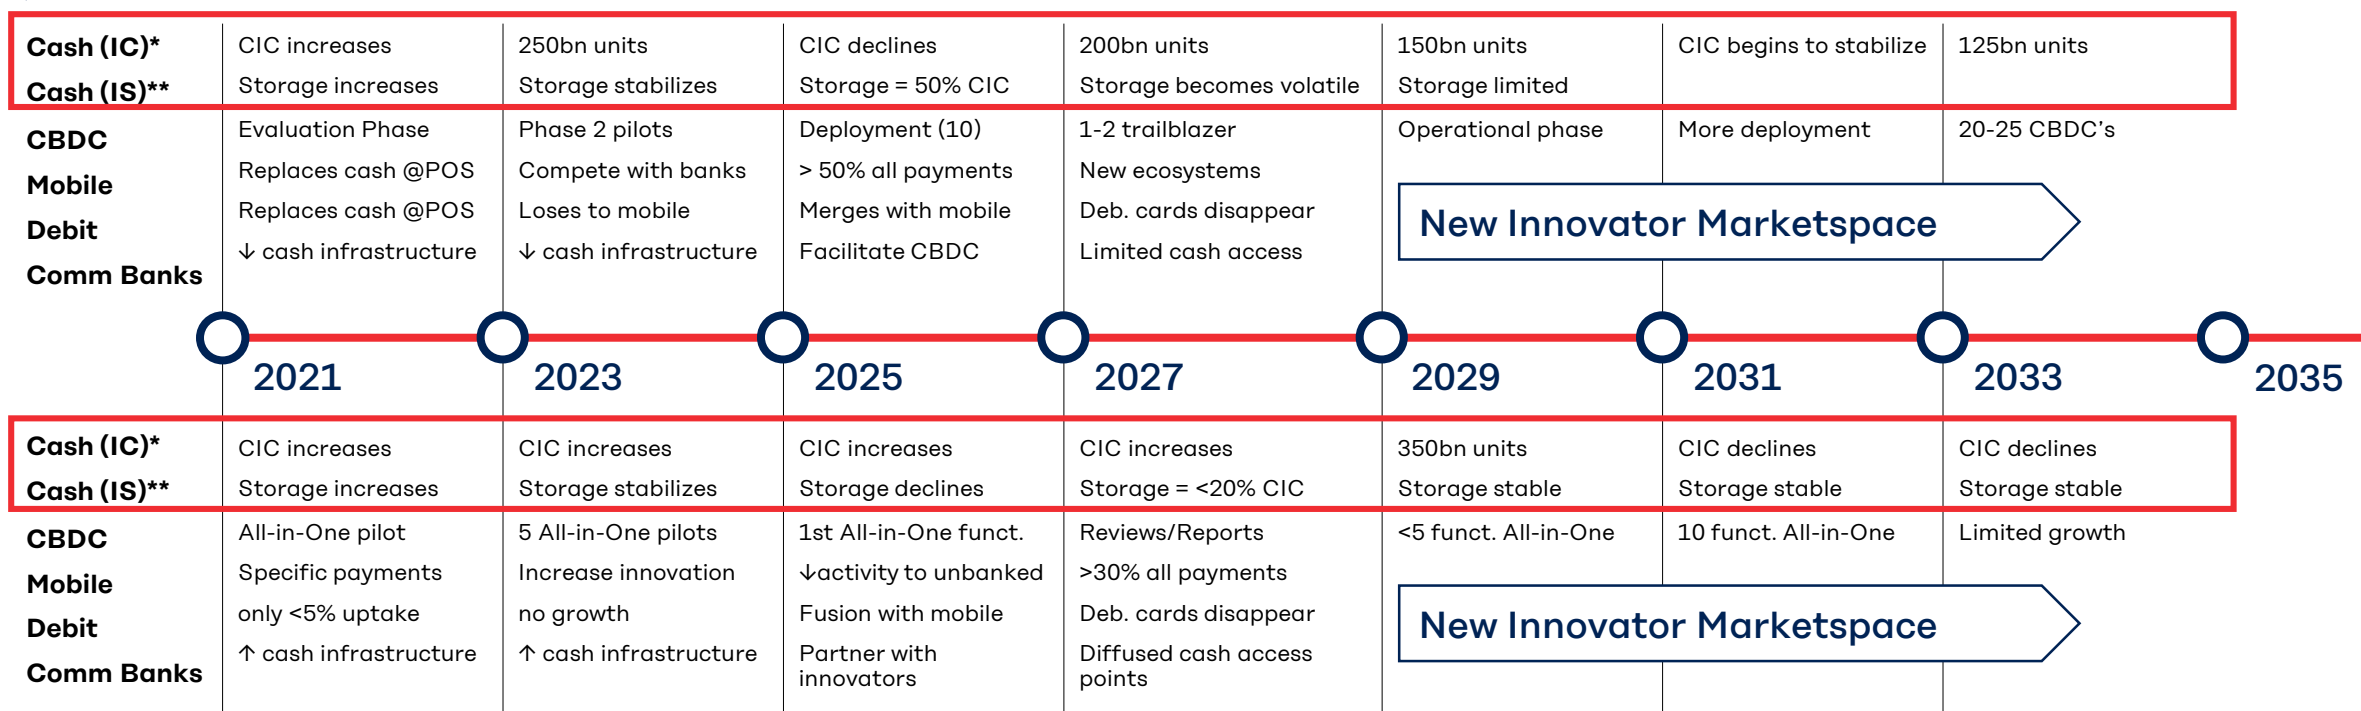 Cash (IC)* CIC increases 250bn units CIC declines 200bn units 150bn units CIC begins to stabilize 125bn units
Cash (IS)** Storage increases Storage stabilizes Storage = 50% CIC Storage becomes volatile Storage limited
CBDC Evaluation Phase Phase 2 pilots Deployment (10) 1-2 trailblazer Operational phase More deployment 20-25 CBDC’s
Mobile Replaces cash @POS Compete with banks > 50% all payments New ecosystems
Debit Replaces cash @POS Loses to mobile Merges with mobile Deb. cards disappear
New Innovator Marketspace
Comm Banks ↓ cash infrastructure ↓ cash infrastructure Facilitate CBDC Limited cash access
2021 2023 2025 2027 2029 2031 2033 2035
Cash (IC)* CIC increases CIC increases CIC increases CIC increases 350bn units CIC declines CIC declines
Cash (IS)** Storage increases Storage stabilizes Storage declines Storage = <20% CIC Storage stable Storage stable Storage stable
CBDC All-in-One pilot 5 All-in-One pilots 1st All-in-One funct. Reviews/Reports <5 funct. All-in-One 10 funct. All-in-One Limited growth
Mobile Specific payments Increase innovation ↓activity to unbanked >30% all payments
Debit only <5% uptake no growth Fusion with mobile Deb. cards disappear
New Innovator Marketspace
Comm Banks ↑ cash infrastructure ↑ cash infrastructure Partner with Diffused cash access
innovators points